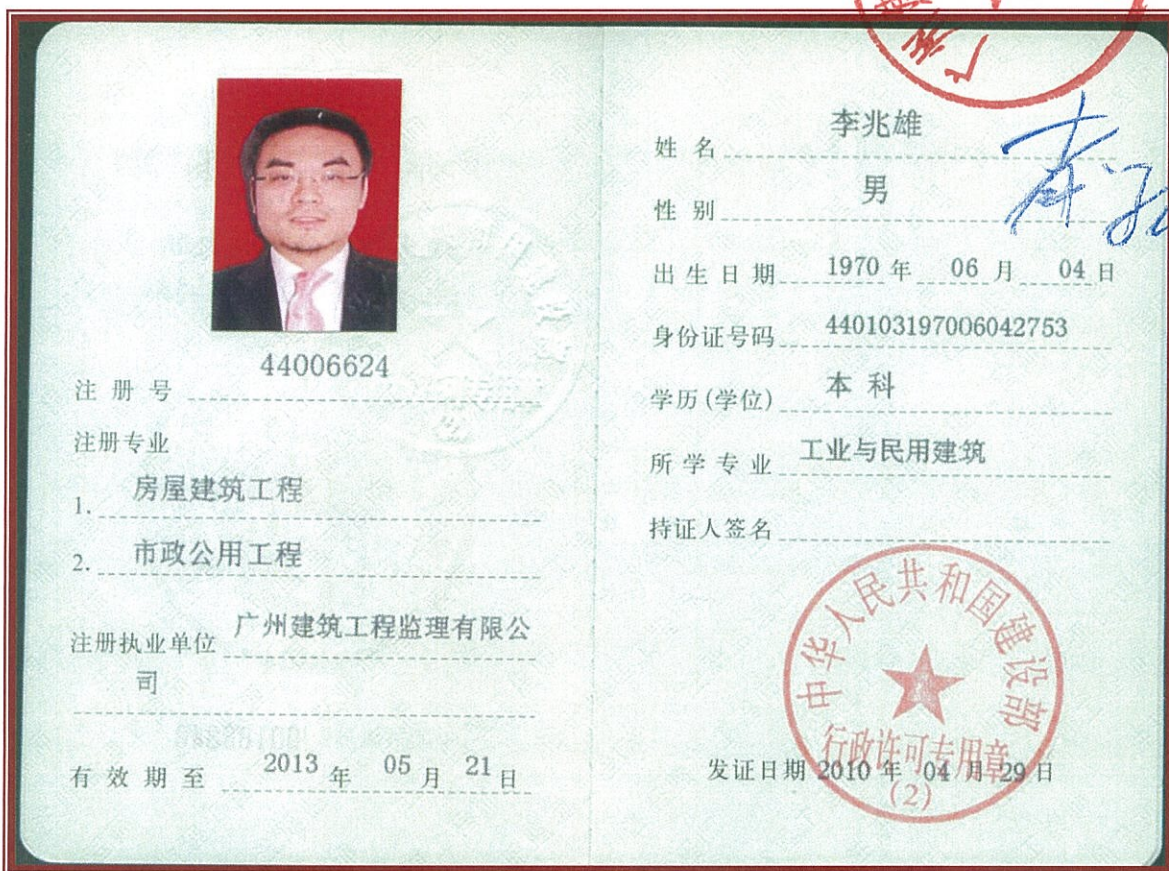 44006624
注册号
注册专业
1. 房屋建筑工程
2. 市政公用工程
注册执业单位 广州建筑工程监理有限公
司
有效期至 2013 年 05 月 21 日
姓名 李兆雄
性别 男
出生日期 1970 年 06 月 04 日
身份证号码 440103197006042753
学历(学位) 本科
所学专业 工业与民用建筑
持证人签名
中华人民共和国建设部
行政许可专用章
(2)
发证日期 2010 年 04 月 29 日